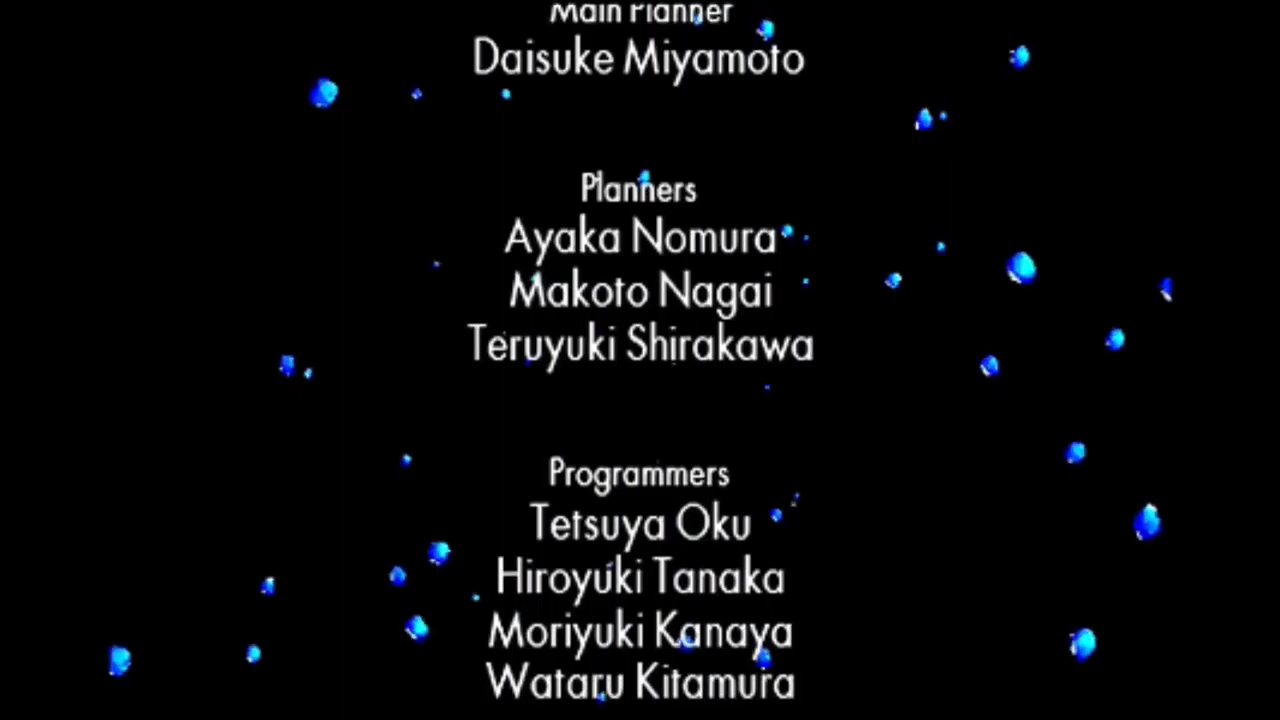 Main Planner
Daisuke Miyamoto
Planners
Ayaka Nomura
Makoto Nagai
Teruyuki Shirakawa
Programmers
Tetsuya Oku
Hiroyuki Tanaka
Moriyuki Kanaya
Wataru Kitamura